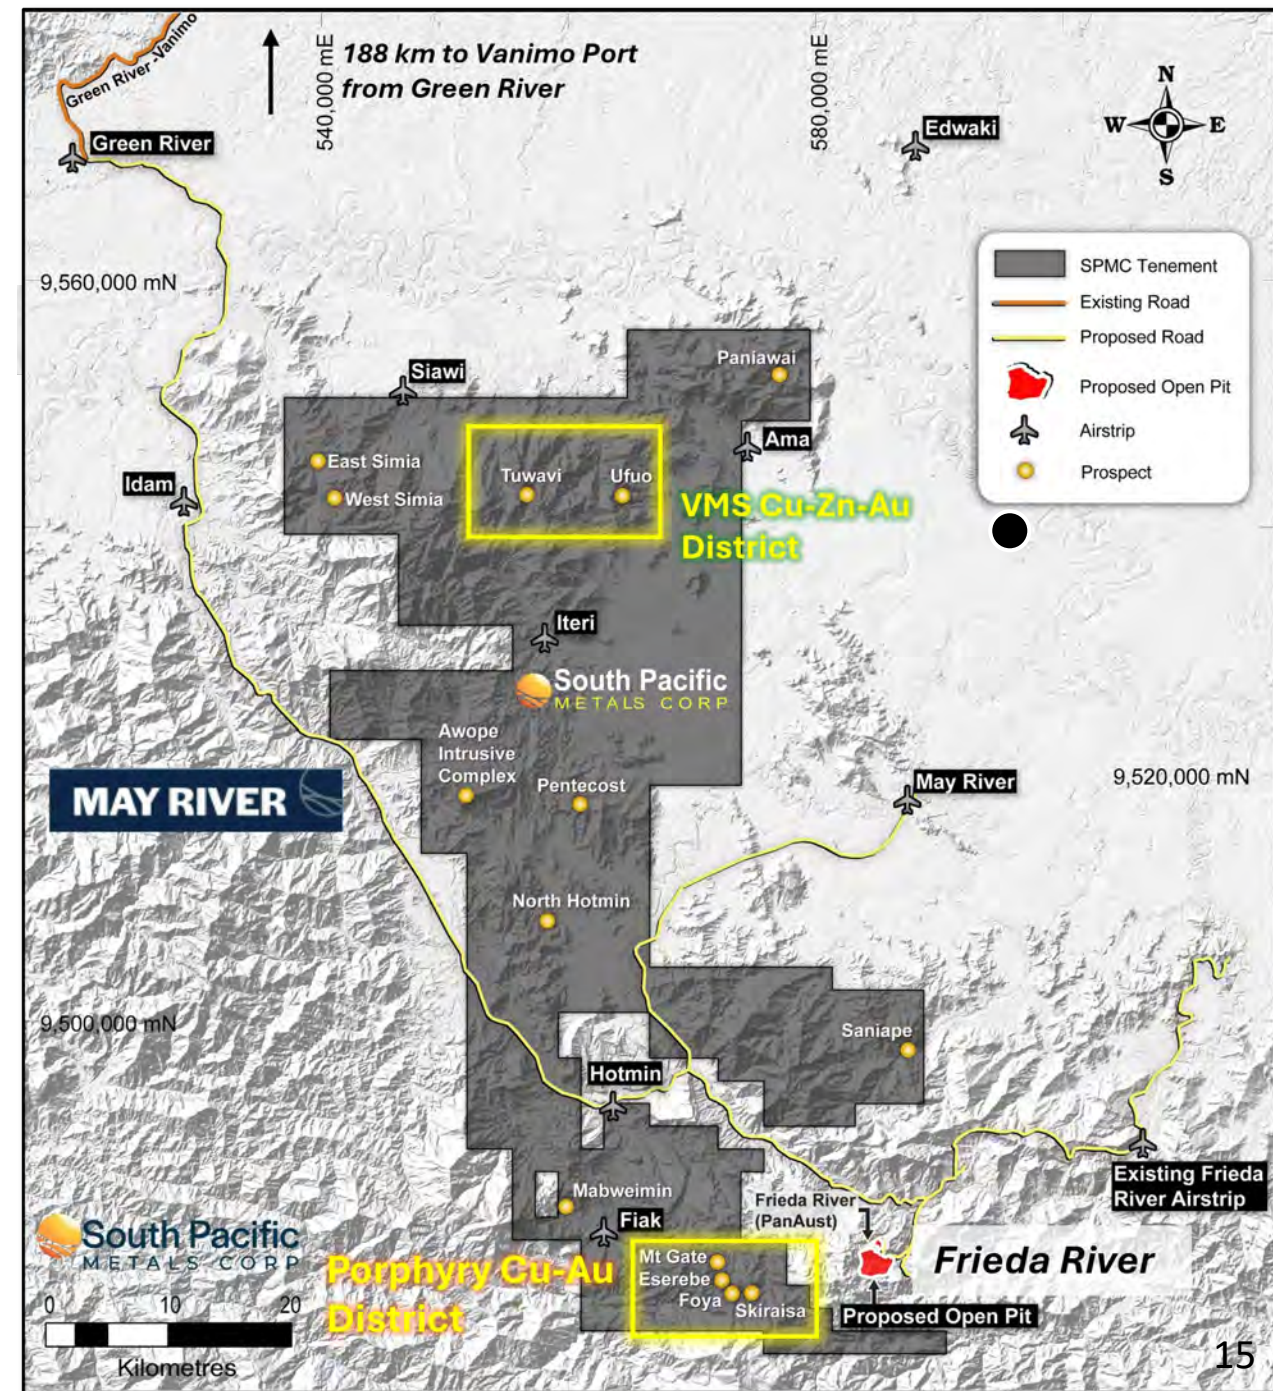 188 km to Vanimo Port
from Green River
540,000 mE
580,000 mE
Green River -Vanimo
Green River
Edwaki
N
W
E
S
SPMC Tenement
Existing Road
Proposed Road
Proposed Open Pit
Airstrip
Prospect
9,560,000 mN
Siawi
Paniawai
Ama
East Simia
West Simia
Idam
Tuwavi
Ufuo
VMS Cu-Zn-Au
District
Iteri
South Pacific
METALS CORP
Awope
Intrusive
Complex
Pentecost
MAY RIVER
May River
9,520,000 mN
North Hotmin
9,500,000 mN
Saniape
Hotmin
Existing Frieda
River Airstrip
Mabweimin
Fiak
Frieda River
(PanAust)
Frieda River
Proposed Open Pit
Mt Gate
Eserebe
Foya
Skiraisa
Porphyry Cu-Au
District
South Pacific
METALS CORP
0
10
20
Kilometres
15